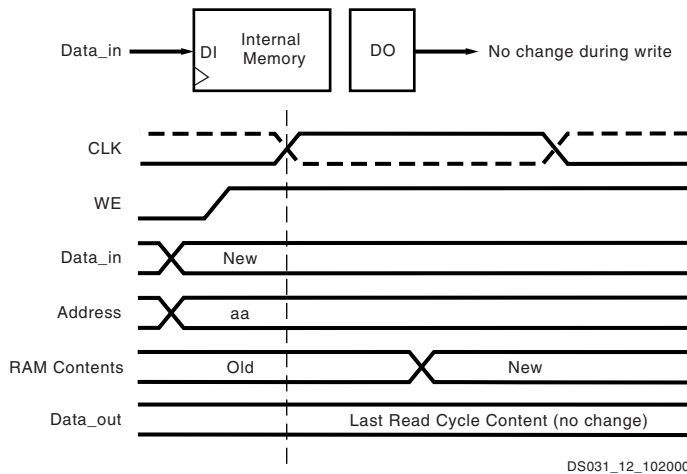 Data_in
DI
Internal
Memory
DO
No change during write
CLK
WE
Data_in
New
Address
aa
RAM Contents
Old
New
Data_out
Last Read Cycle Content (no change)
DS031_12_102000